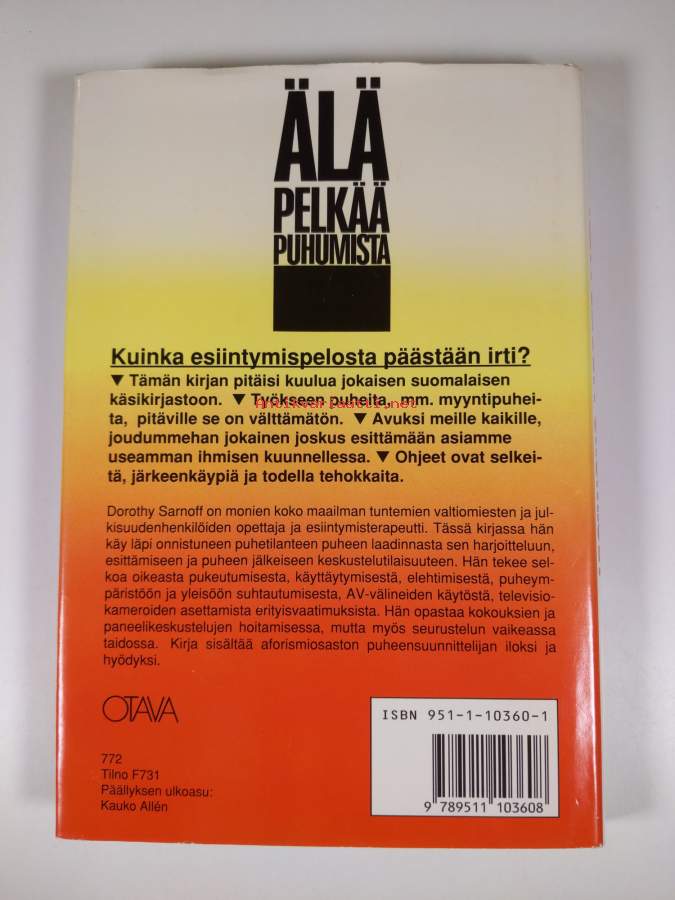 ÄLÄ
PELKÄÄ
PUHUMISTA
Kuinka esiintymispelosta päästään irti?
▼ Tämän kirjan pitäisi kuulua jokaisen suomalaisen
käsikirjastoon. ▼ Työkseen puheita, mm. myyntipuhei-
Antikvariaatti.net
ta, pitäville se on välttämätön. ▼ Avuksi meille kaikille,
joudummehan jokainen joskus esittämään asiamme
useamman ihmisen kuunnellessa. ▼ Ohjeet ovat selkei-
tä, järkeenkäypiä ja todella tehokkaita.
Dorothy Sarnoff on monien koko maailman tuntemien valtiomiesten ja jul-
kisuudenhenkilöiden opettaja ja esiintymisterapeutti. Tässä kirjassa hän
käy läpi onnistuneen puhetilanteen puheen laadinnasta sen harjoitteluun,
esittämiseen ja puheen jälkeiseen keskustelutilaisuuteen. Hän tekee sel-
koa oikeasta pukeutumisesta, käyttäytymisestä, elehtimisestä, puheym-
päristöön ja yleisöön suhtautumisesta, AV-välineiden käytöstä, televisio-
kameroiden asettamista erityisvaatimuksista. Hän opastaa kokouksien ja
paneelikeskustelujen hoitamisessa, mutta myös seurustelun vaikeassa
taidossa. Kirja sisältää aforismiosaston puheensuunnittelijan iloksi ja
hyödyksi.
OTAVA
ISBN 951-1-10360-1
772
Tilno F731
Päällyksen ulkoasu:
Kauko Allén
9 789511 103608